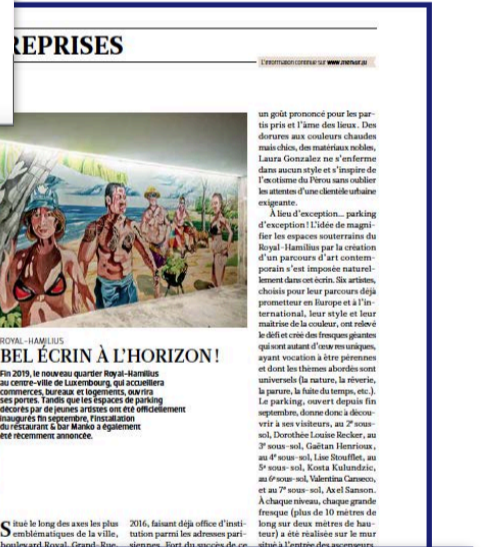 REPRISES
L'information continue sur www.merkur.lu
ROYAL-HAMILIUS
BEL ÉCRIN À L'HORIZON !
Fin 2019, le nouveau quartier Royal-Hamilius
au centre-ville de Luxembourg, qui accueillera
commerces, bureaux et logements, ouvrira
ses portes. Tandis que les espaces de parking
décorés par de jeunes artistes ont été officiellement
inaugurés fin septembre, l'installation
du restaurant & bar Manko a également
été récemment annoncée.
Situé le long des axes les plus
emblématiques de la ville,
boulevard Royal, Grand-Rue,
2016, faisant déjà office d'insti-
tution parmi les adresses pari-
siennes. Fort du succès de ce
un goût prononcé pour les par-
tis pris et l'âme des lieux. Des
dorures aux couleurs chaudes
mais chics, des matériaux nobles,
Laura Gonzalez ne s'enferme
dans aucun style et s'inspire de
l'exotisme du Pérou sans oublier
les attentes d'une clientèle urbaine
exigeante.
À lieu d'exception... parking
d'exception ! L'idée de magni-
fier les espaces souterrains du
Royal-Hamilius par la création
d'un parcours d'art contem-
porain s'est imposée naturel-
lement dans cet écrin. Six artistes,
choisis pour leur parcours déjà
prometteur en Europe et à l'in-
ternational, leur style et leur
maîtrise de la couleur, ont relevé
le défi et créé des fresques géantes
qui sont autant d'œuvres uniques,
ayant vocation à être pérennes
et dont les thèmes abordés sont
universels (la nature, la rêverie,
la parure, la fuite du temps, etc.).
Le parking, ouvert depuis fin
septembre, donne donc à décou-
vrir à ses visiteurs, au 2e sous-
sol, Dorothée Louise Recker, au
3e sous-sol, Gaëtan Henrioux,
au 4e sous-sol, Lise Stoufflet, au
5e sous-sol, Kosta Kulundzic,
au 6e sous-sol, Valentina Canseco,
et au 7e sous-sol, Axel Sanson.
À chaque niveau, chaque grande
fresque (plus de 10 mètres de
long sur deux mètres de hau-
teur) a été réalisée sur le mur
situé à l'entrée des ascenseurs.